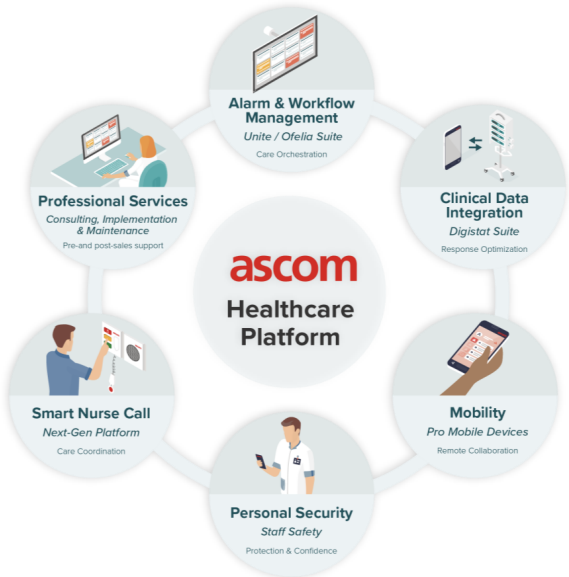 Alarm & Workflow
Management
Unite / Ofelia Suite
Care Orchestration
Professional Services
Consulting, Implementation
& Maintenance
Pre-and post-sales support
Clinical Data
Integration
Digistat Suite
Response Optimization
ascom
Healthcare
Platform
Smart Nurse Call
Next-Gen Platform
Care Coordination
Mobility
Pro Mobile Devices
Remote Collaboration
Personal Security
Staff Safety
Protection & Confidence